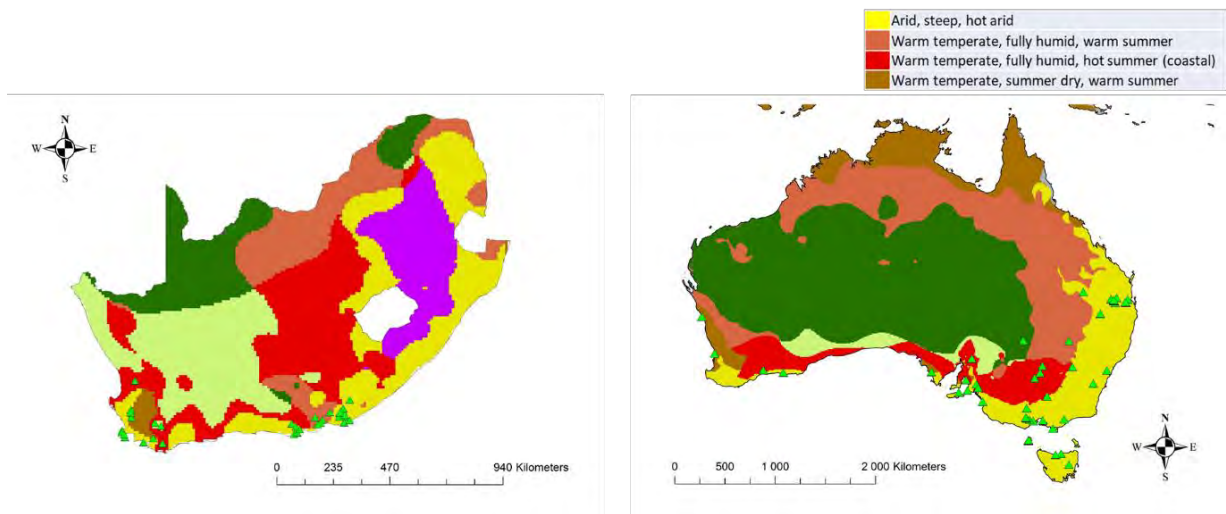 Arid, steep, hot arid
Warm temperate, fully humid, warm summer
Warm temperate, fully humid, hot summer (coastal)
Warm temperate, summer dry, warm summer
N
W E
S
0 235 470 940 Kilometers
N
W E
S
0 500 1 000 2 000 Kilometers